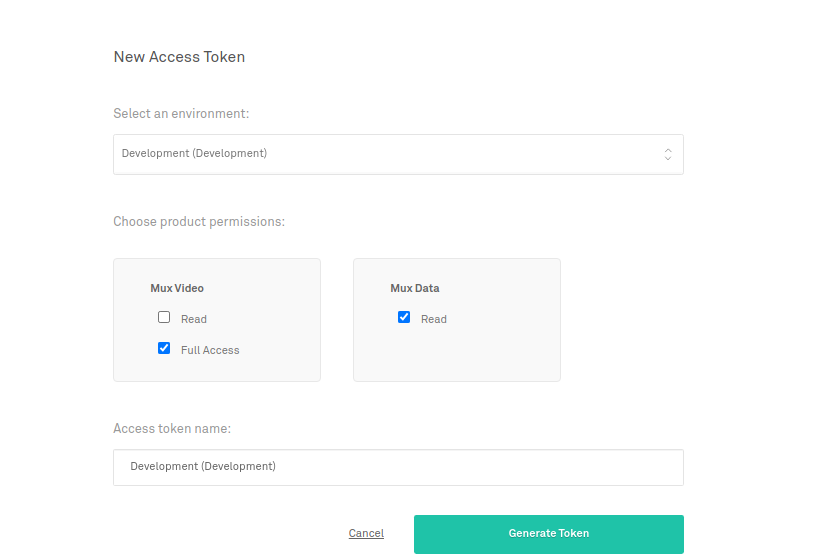 New Access Token
Select an environment:
Development (Development)
Choose product permissions:
Mux Video
Read
Full Access
Mux Data
Read
Access token name:
Development (Development)
Cancel
Generate Token